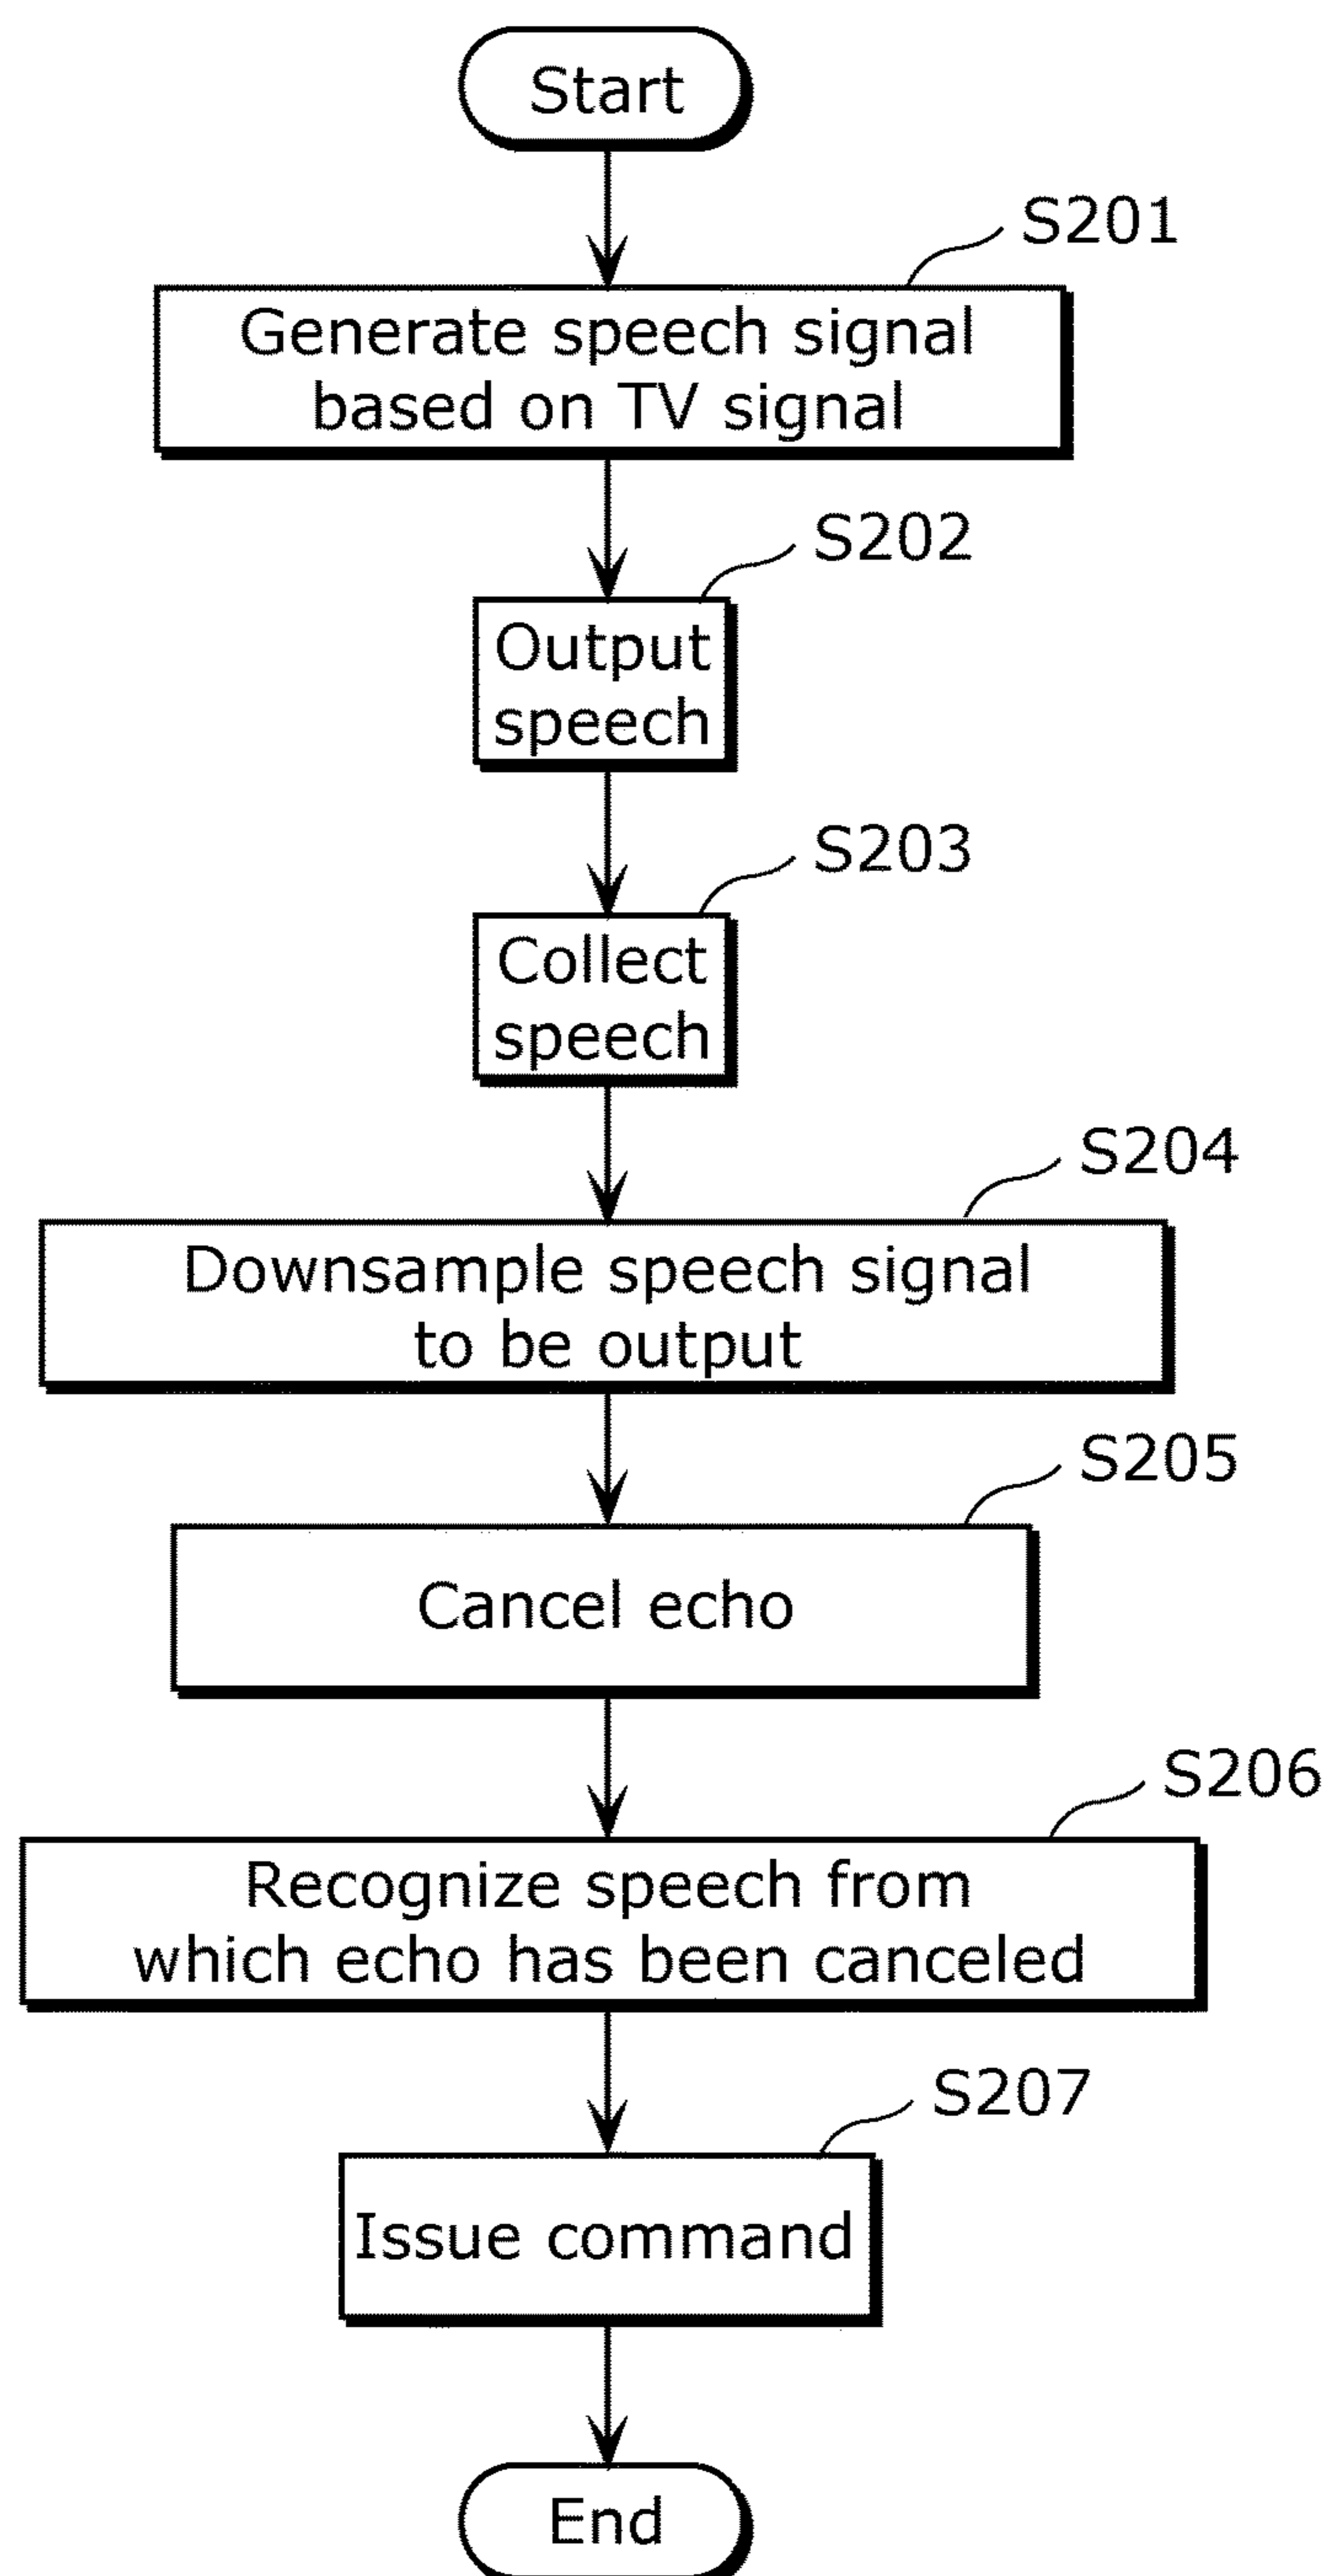 Start
S201
Generate speech signal
based on TV signal
S202
Output
speech
S203
Collect
speech
S204
Downsample speech signal
to be output
S205
Cancel echo
S206
Recognize speech from
which echo has been canceled
S207
Issue command
End